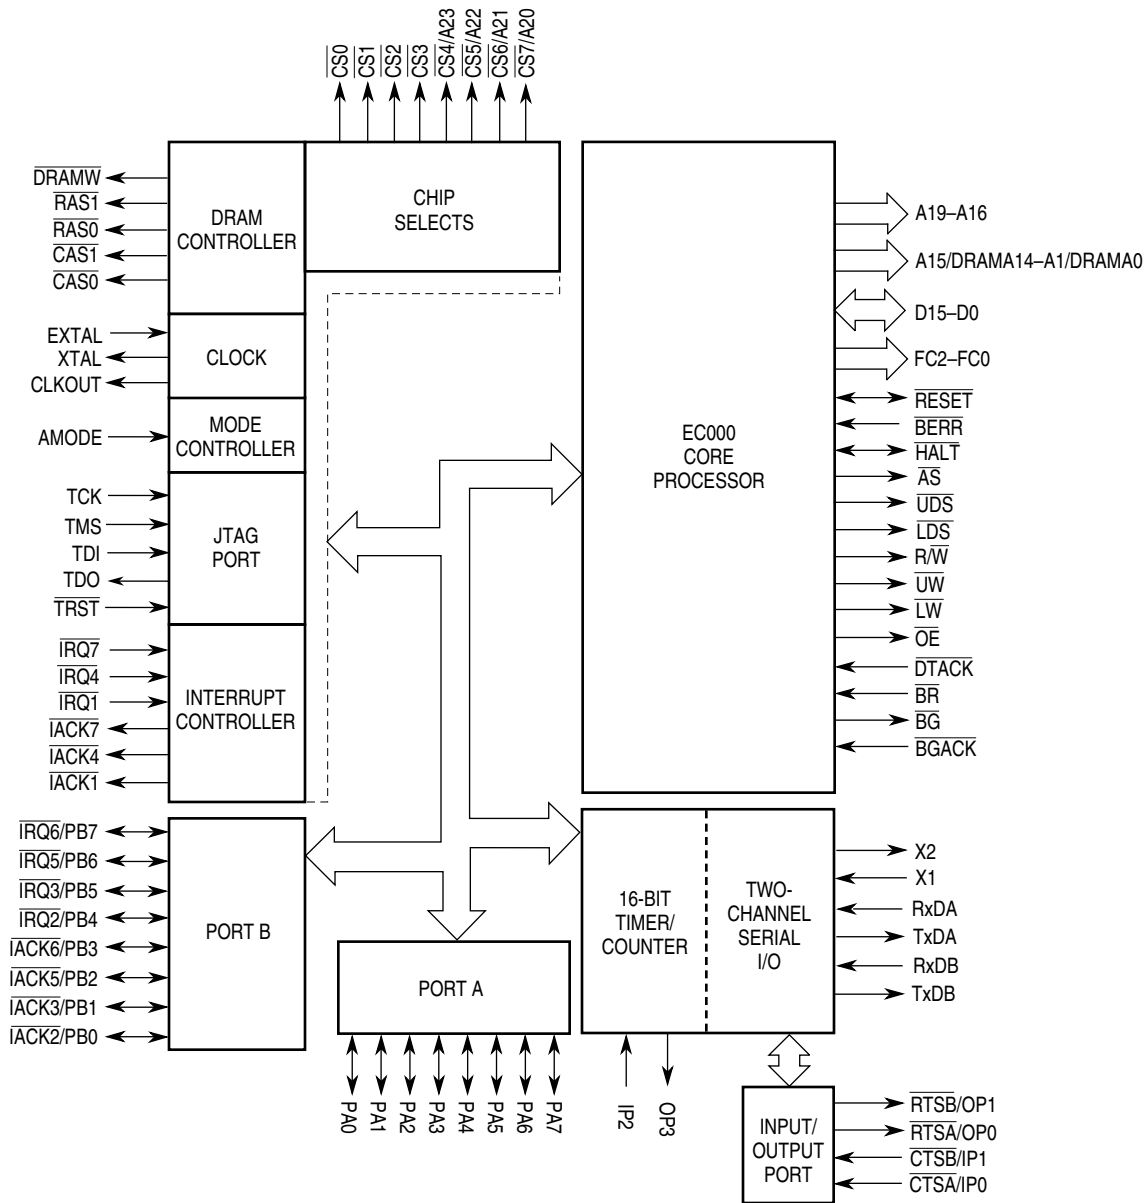 CS0
CS1
CS2
CS3
CS4/A23
CS5/A22
CS6/A21
CS7/A20
DRAMW
RAS1
RAS0
CAS1
CAS0
DRAM
CONTROLLER
CHIP
SELECTS
EXTAL
XTAL
CLKOUT
CLOCK
AMODE
MODE
CONTROLLER
TCK
TMS
TDI
TDO
TRST
JTAG
PORT
IRQ7
IRQ4
IRQ1
IACK7
IACK4
IACK1
INTERRUPT
CONTROLLER
EC000
CORE
PROCESSOR
A19–A16
A15/DRAMA14–A1/DRAMA0
D15–D0
FC2–FC0
RESET
BERR
HALT
AS
UDS
LDS
R/W
UW
LW
OE
DTACK
BR
BG
BGACK
IRQ6/PB7
IRQ5/PB6
IRQ3/PB5
IRQ2/PB4
IACK6/PB3
IACK5/PB2
IACK3/PB1
IACK2/PB0
PORT B
PORT A
PA0
PA1
PA2
PA3
PA4
PA5
PA6
PA7
16-BIT
TIMER/
COUNTER
TWO-
CHANNEL
SERIAL
I/O
X2
X1
RxDA
TxDA
RxDB
TxDB
IP2
OP3
INPUT/
OUTPUT
PORT
RTSB/OP1
RTSA/OP0
CTSB/IP1
CTSA/IP0